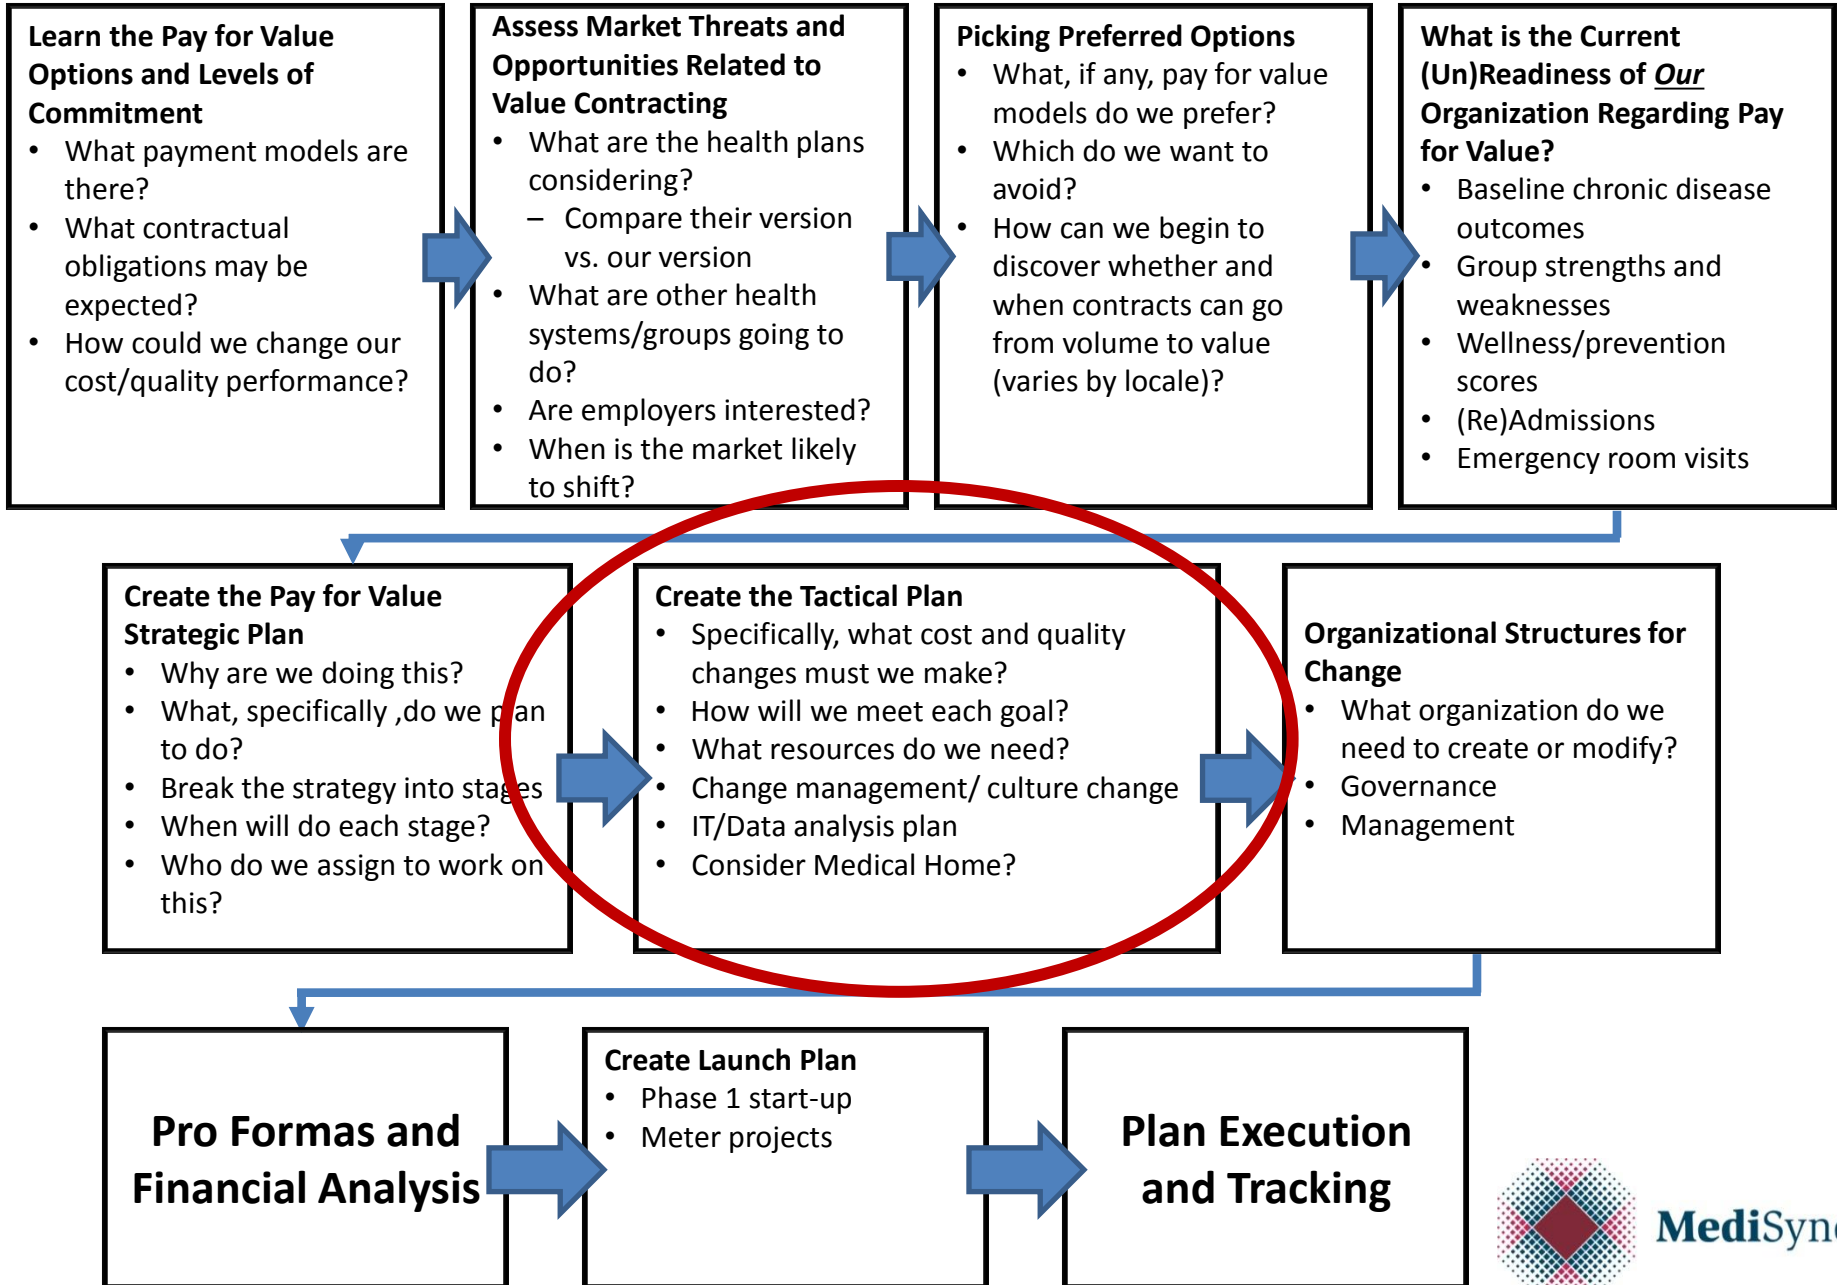 Learn the Pay for Value
Options and Levels of
Commitment
• What payment models are
there?
• What contractual
obligations may be
expected?
• How could we change our
cost/quality performance?
Assess Market Threats and
Opportunities Related to
Value Contracting
• What are the health plans
considering?
– Compare their version
vs. our version
• What are other health
systems/groups going to
do?
• Are employers interested?
• When is the market likely
to shift?
Picking Preferred Options
• What, if any, pay for value
models do we prefer?
• Which do we want to
avoid?
• How can we begin to
discover whether and
when contracts can go
from volume to value
(varies by locale)?
What is the Current
(Un)Readiness of Our
Organization Regarding Pay
for Value?
• Baseline chronic disease
outcomes
• Group strengths and
weaknesses
• Wellness/prevention
scores
• (Re)Admissions
• Emergency room visits
Create the Pay for Value
Strategic Plan
• Why are we doing this?
• What, specifically ,do we plan
to do?
• Break the strategy into stages
• When will do each stage?
• Who do we assign to work on
this?
Create the Tactical Plan
• Specifically, what cost and quality
changes must we make?
• How will we meet each goal?
• What resources do we need?
• Change management/ culture change
• IT/Data analysis plan
• Consider Medical Home?
Organizational Structures for
Change
• What organization do we
need to create or modify?
• Governance
• Management
Pro Formas and
Financial Analysis
Create Launch Plan
• Phase 1 start-up
• Meter projects
Plan Execution
and Tracking
MediSync